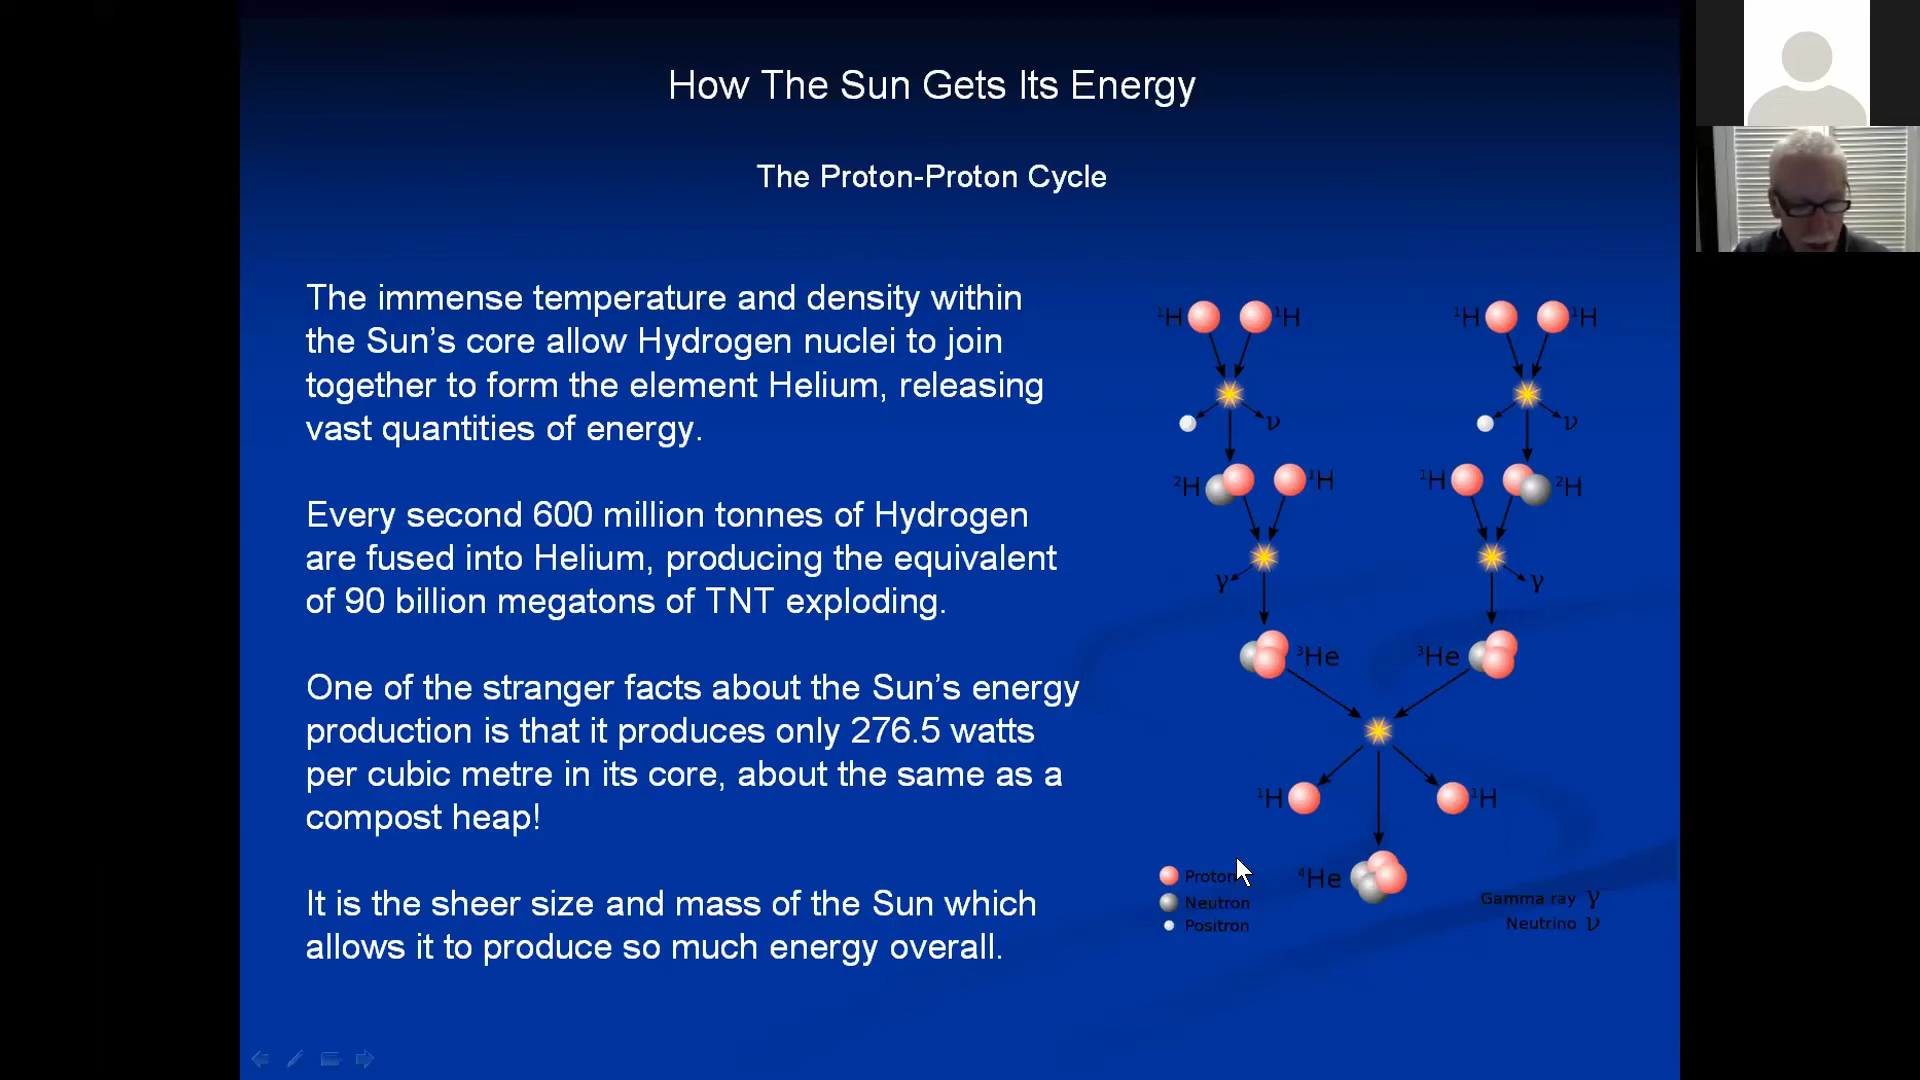 How The Sun Gets Its Energy
The Proton-Proton Cycle
The immense temperature and density within
the Sun's core allow Hydrogen nuclei to join
together to form the element Helium, releasing
vast quantities of energy.
Every second 600 million tonnes of Hydrogen
are fused into Helium, producing the equivalent
of 90 billion megatons of TNT exploding.
One of the stranger facts about the Sun's energy
production is that it produces only 276.5 watts
per cubic metre in its core, about the same as a
compost heap!
It is the sheer size and mass of the Sun which
allows it to produce so much energy overall.
¹H ¹H ¹H ¹H
ν ν
²H ¹H ¹H ²H
γ γ
³He ³He
¹H ¹H
⁴He
Proton
Neutron
Positron
Gamma ray γ
Neutrino ν